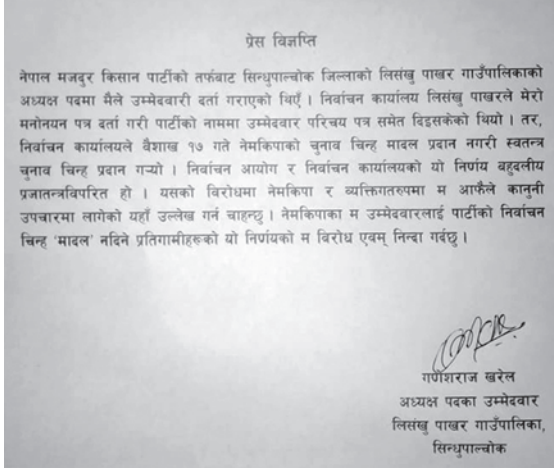 प्रेस विज्ञप्ति
नेपाल मजदुर किसान पार्टीको तर्फबाट सिन्धुपाल्चोक जिल्लाको लिसंखु पाखर गाउँपालिकाको
अध्यक्ष पदमा मैले उम्मेदवारी दर्ता गराएको थिएँ । निर्वाचन कार्यालय लिसंखु पाखरले मेरो
मनोनयन पत्र दर्ता गरी पार्टीको नाममा उम्मेदवार परिचय पत्र समेत दिइसकेको थियो । तर,
निर्वाचन कार्यालयले वैशाख १७ गते नेमकिपाको चुनाव चिन्ह मादल प्रदान नगरी स्वतन्त्र
चुनाव चिन्ह प्रदान गर्‍यो । निर्वाचन आयोग र निर्वाचन कार्यालयको यो निर्णय बहुदलीय
प्रजातन्त्रविपरित हो । यसको विरोधमा नेमकिपा र व्यक्तिगतरुपमा म आफैले कानुनी
उपचारमा लागेको यहाँ उल्लेख गर्न चाहन्छु । नेमकिपाका म उम्मेदवारलाई पार्टीको निर्वाचन
चिन्ह 'मादल' नदिने प्रतिगामीहरूको यो निर्णयको म विरोध एवम् निन्दा गर्दछु ।
गणेशराज खरेल
अध्यक्ष पदका उम्मेदवार
लिसंखु पाखर गाउँपालिका,
सिन्धुपाल्चोक